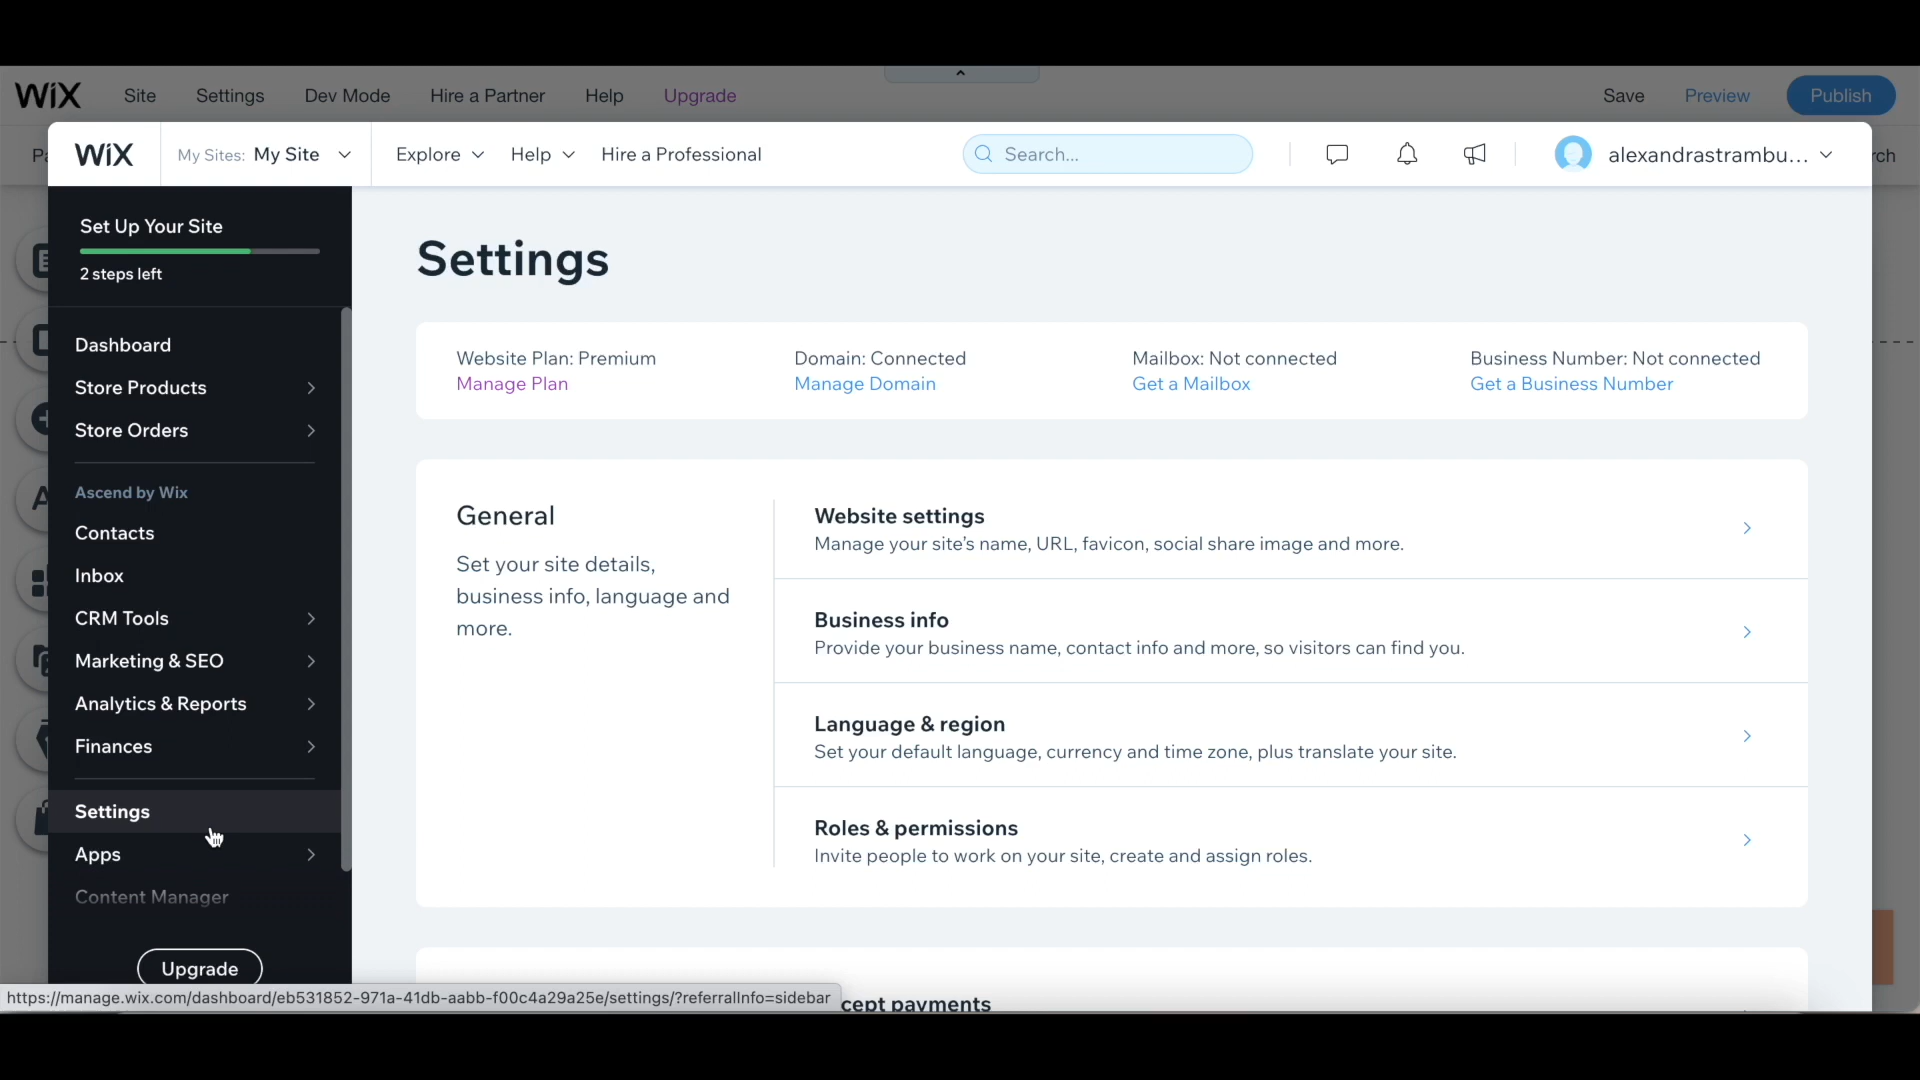 WiX Site Settings Dev Mode Hire a Partner Help Upgrade Save Preview Publish
WiX My Sites: My Site Explore Help Hire a Professional Search... alexandrastrambu...
rch
Set Up Your Site
2 steps left
Dashboard
Store Products
Store Orders
Ascend by Wix
Contacts
Inbox
CRM Tools
Marketing & SEO
Analytics & Reports
Finances
Settings
Apps
Content Manager
Upgrade
Settings
Website Plan: Premium
Manage Plan
Domain: Connected
Manage Domain
Mailbox: Not connected
Get a Mailbox
Business Number: Not connected
Get a Business Number
General
Set your site details,
business info, language and
more.
Website settings
Manage your site's name, URL, favicon, social share image and more.
Business info
Provide your business name, contact info and more, so visitors can find you.
Language & region
Set your default language, currency and time zone, plus translate your site.
Roles & permissions
Invite people to work on your site, create and assign roles.
cept payments
https://manage.wix.com/dashboard/eb531852-971a-41db-aabb-f00c4a29a25e/settings/?referralInfo=sidebar